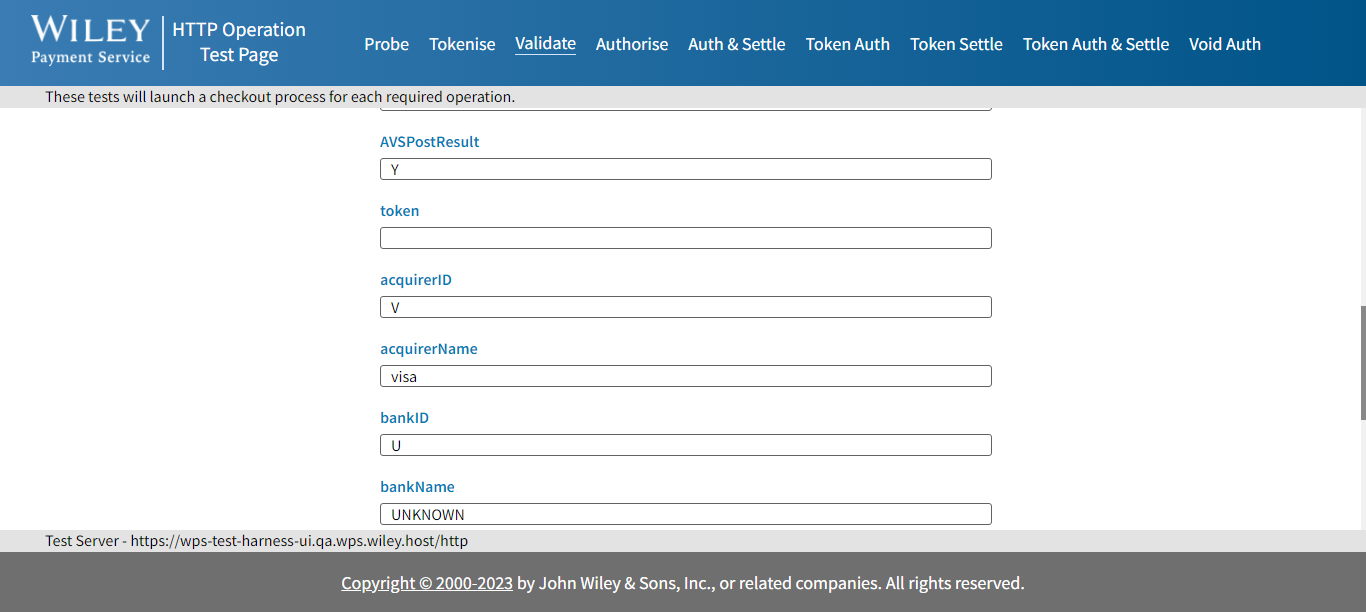 WILEY
Payment Service
HTTP Operation
Test Page
Probe Tokenise Validate Authorise Auth & Settle Token Auth Token Settle Token Auth & Settle Void Auth
These tests will launch a checkout process for each required operation.
AVSPostResult
Y
token
acquirerID
V
acquirerName
visa
bankID
U
bankName
UNKNOWN
Test Server - https://wps-test-harness-ui.qa.wps.wiley.host/http
Copyright © 2000-2023 by John Wiley & Sons, Inc., or related companies. All rights reserved.